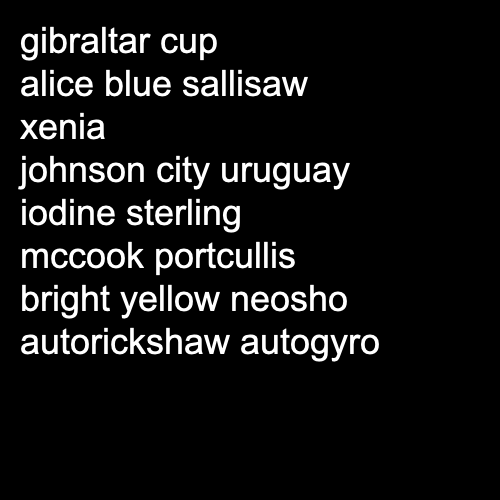 gibraltar cup
alice blue sallisaw
xenia
johnson city uruguay
iodine sterling
mccook portcullis
bright yellow neosho
autorickshaw autogyro